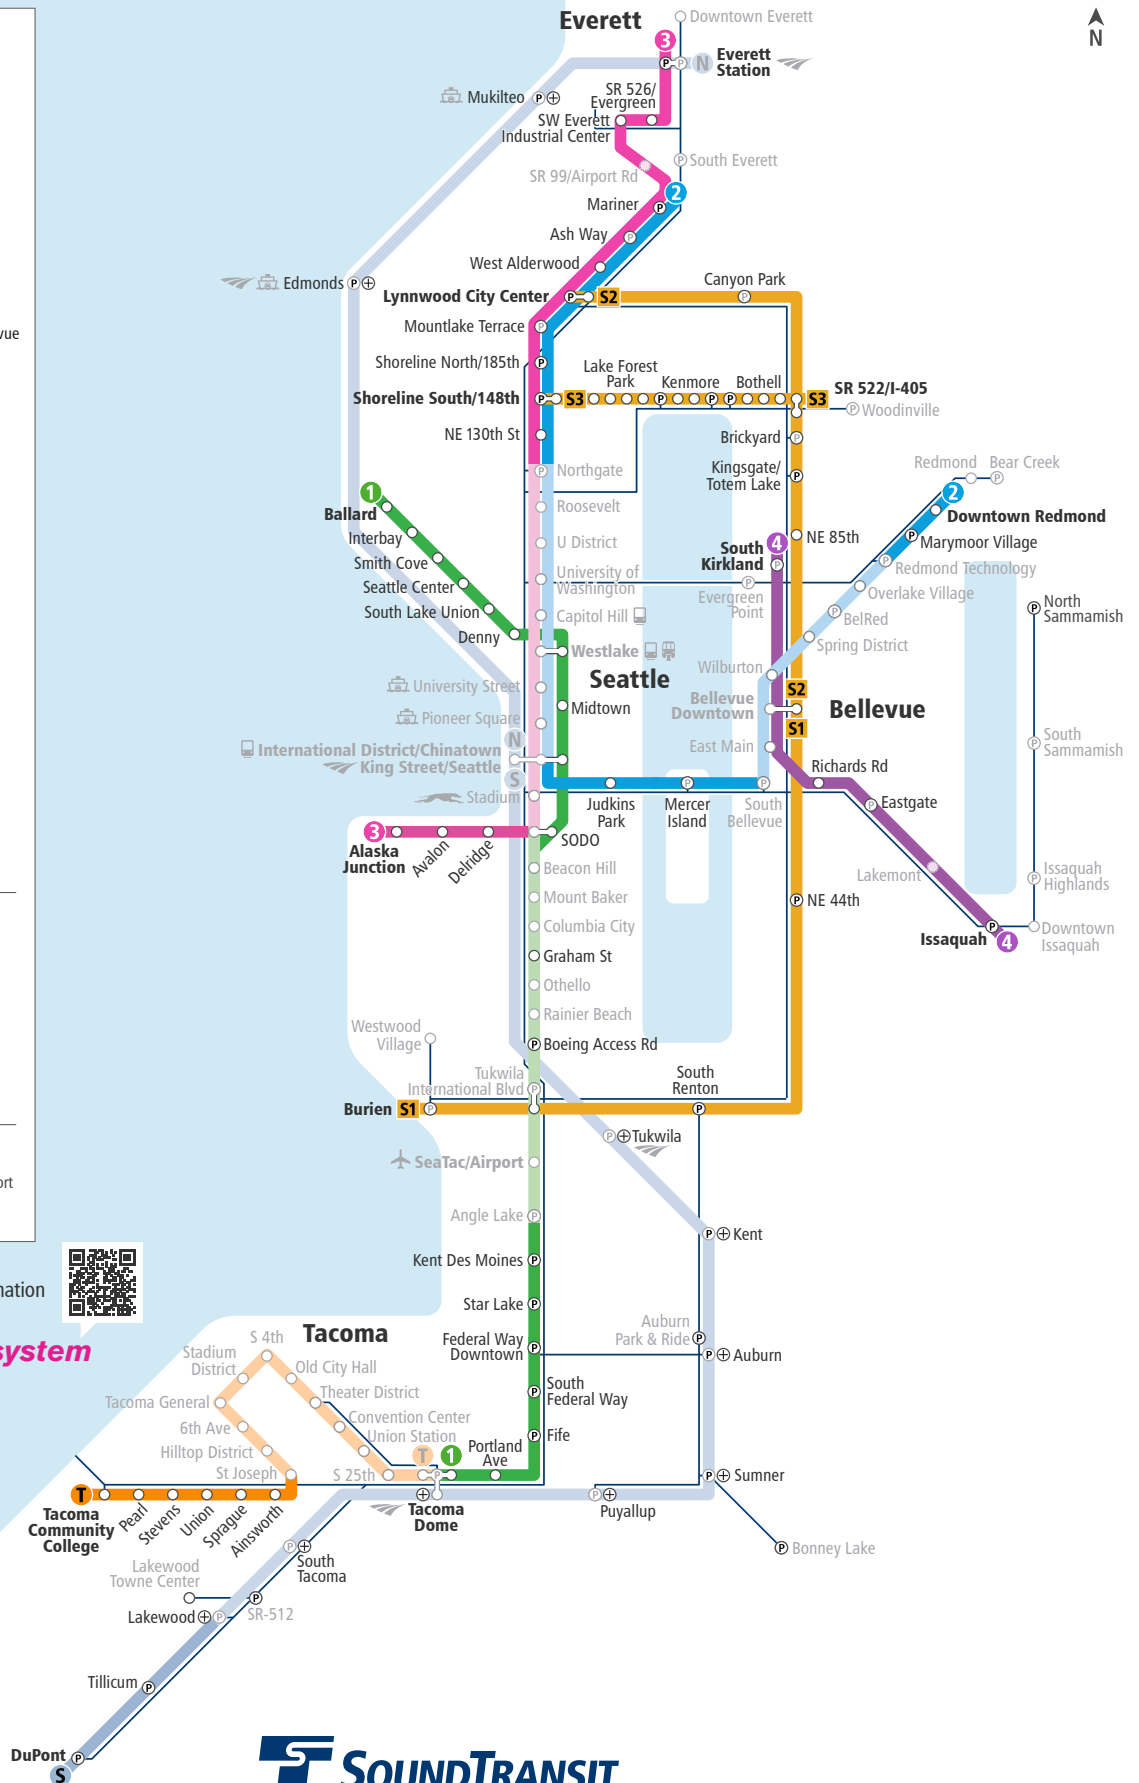 Everett
Downtown Everett
N
3
P
P
N
Everett
Station
Mukilteo
P
SR 526/
Evergreen
SW Everett
Industrial Center
P
South Everett
SR 99/Airport Rd
2
Mariner
P
Ash Way
P
West Alderwood
Edmonds
P
Canyon Park
P
Lynnwood City Center
P
S2
Mountlake Terrace
P
vue
Shoreline North/185th
P
Lake Forest
Park
Kenmore
Bothell
SR 522/I-405
Shoreline South/148th
P
S3
P
P
P
S3
P
Woodinville
NE 130th St
Brickyard
P
Northgate
P
Kingsgate/
Totem Lake
P
Redmond
Bear Creek
P
1
Ballard
2
Downtown Redmond
Roosevelt
Interbay
U District
NE 85th
4
South
Kirkland
P
P
Marymoor Village
Smith Cove
University of
Washington
P
Redmond Technology
Seattle Center
P
Evergreen
Point
Overlake Village
South Lake Union
Capitol Hill
P
BelRed
P
North
Sammamish
Denny
Spring District
Westlake
Seattle
Wilburton
University Street
S2
Bellevue
Downtown
Bellevue
Midtown
Pioneer Square
S1
N
East Main
P
South
Sammamish
International District/Chinatown
King Street/Seattle
S
Richards Rd
Stadium
Judkins
Park
P
Mercer
Island
P
South
Bellevue
P
Eastgate
3
Alaska
Junction
Avalon
Delridge
SODO
Beacon Hill
Lakemont
P
Issaquah
Highlands
Mount Baker
P
NE 44th
Columbia City
P
Issaquah
4
Downtown
Issaquah
Graham St
Othello
Rainier Beach
Westwood
Village
P
Boeing Access Rd
Tukwila
International Blvd
P
South
Renton
P
Burien
S1
P
P
Tukwila
SeaTac/Airport
ort
Angle Lake
P
P
Kent
Kent Des Moines
P
nation
Star Lake
P
system
Tacoma
S 4th
Auburn
Park & Ride
P
Federal Way
Downtown
P
P
Auburn
Stadium
District
Old City Hall
South
Federal Way
P
Tacoma General
Theater District
6th Ave
Convention Center
Hilltop District
Union Station
Fife
P
St Joseph
S 25th
T
1
P
Portland
Ave
P
Sumner
T
Tacoma
Community
College
Pearl
Stevens
Union
Sprague
Ainsworth
Tacoma
Dome
P
Puyallup
P
South
Tacoma
P
Bonney Lake
Lakewood
Towne Center
P
SR-512
Lakewood
P
Tillicum
P
DuPont
P
S
SOUNDTRANSIT